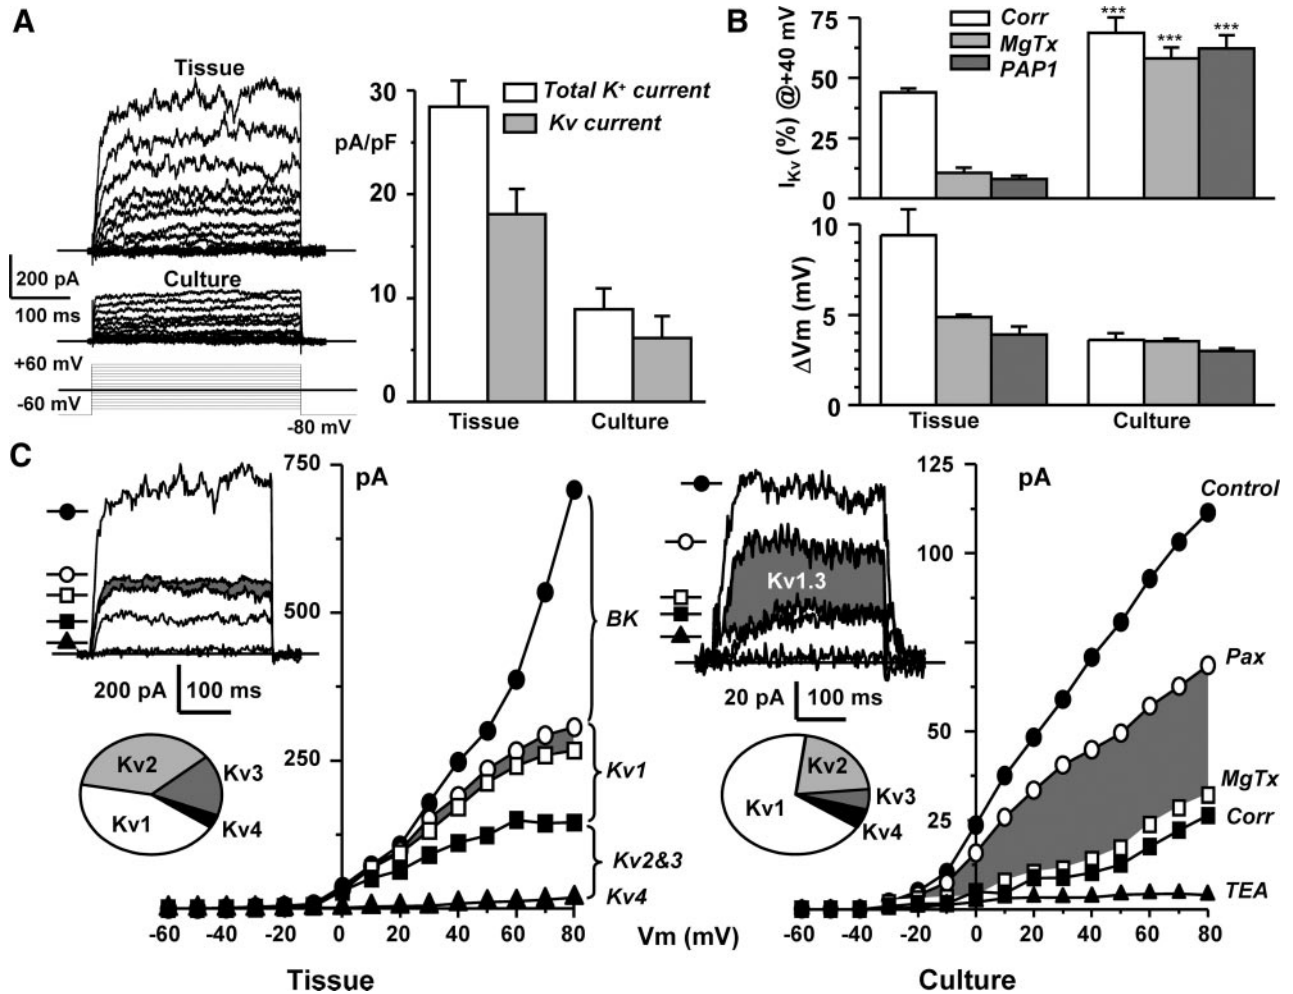 A
Tissue
200 pA
100 ms
Culture
+60 mV
-60 mV
-80 mV
pA/pF
30
20
10
0
Total K⁺ current
Kv current
Tissue
Culture
B
I_Kv (%) @+40 mV
75
50
25
0
Corr
MgTx
PAP1
***
***
***
ΔVm (mV)
10
5
0
Tissue
Culture
C
200 pA
100 ms
Kv2
Kv3
Kv1
Kv4
750
pA
500
250
BK
Kv1
Kv2&3
Kv4
-60
-40
-20
0
20
40
60
80
Tissue
Vm (mV)
Kv1.3
20 pA
100 ms
Kv2
Kv1
Kv3
Kv4
125
pA
100
50
25
Control
Pax
MgTx
Corr
TEA
-60
-40
-20
0
20
40
60
80
Culture